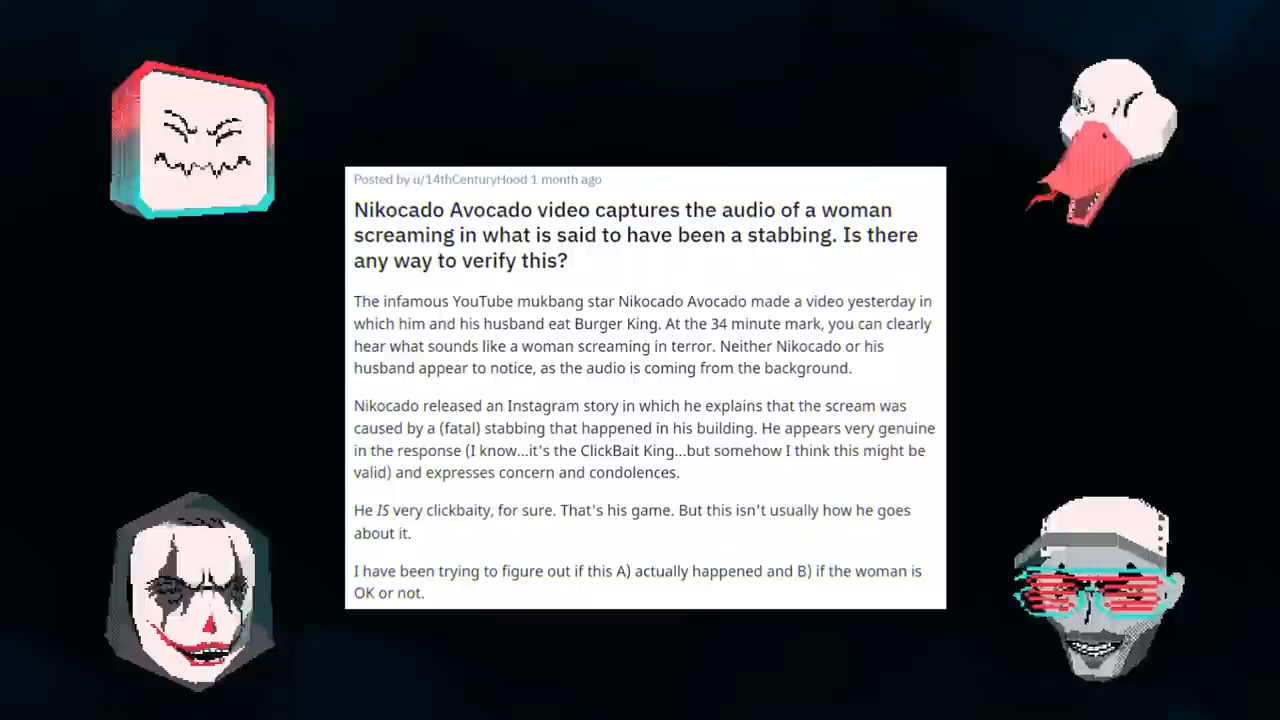 Posted by u/14thCenturyHood 1 month ago
Nikocado Avocado video captures the audio of a woman
screaming in what is said to have been a stabbing. Is there
any way to verify this?
The infamous YouTube mukbang star Nikocado Avocado made a video yesterday in
which him and his husband eat Burger King. At the 34 minute mark, you can clearly
hear what sounds like a woman screaming in terror. Neither Nikocado or his
husband appear to notice, as the audio is coming from the background.
Nikocado released an Instagram story in which he explains that the scream was
caused by a (fatal) stabbing that happened in his building. He appears very genuine
in the response (I know...it's the ClickBait King...but somehow I think this might be
valid) and expresses concern and condolences.
He IS very clickbaity, for sure. That's his game. But this isn't usually how he goes
about it.
I have been trying to figure out if this A) actually happened and B) if the woman is
OK or not.